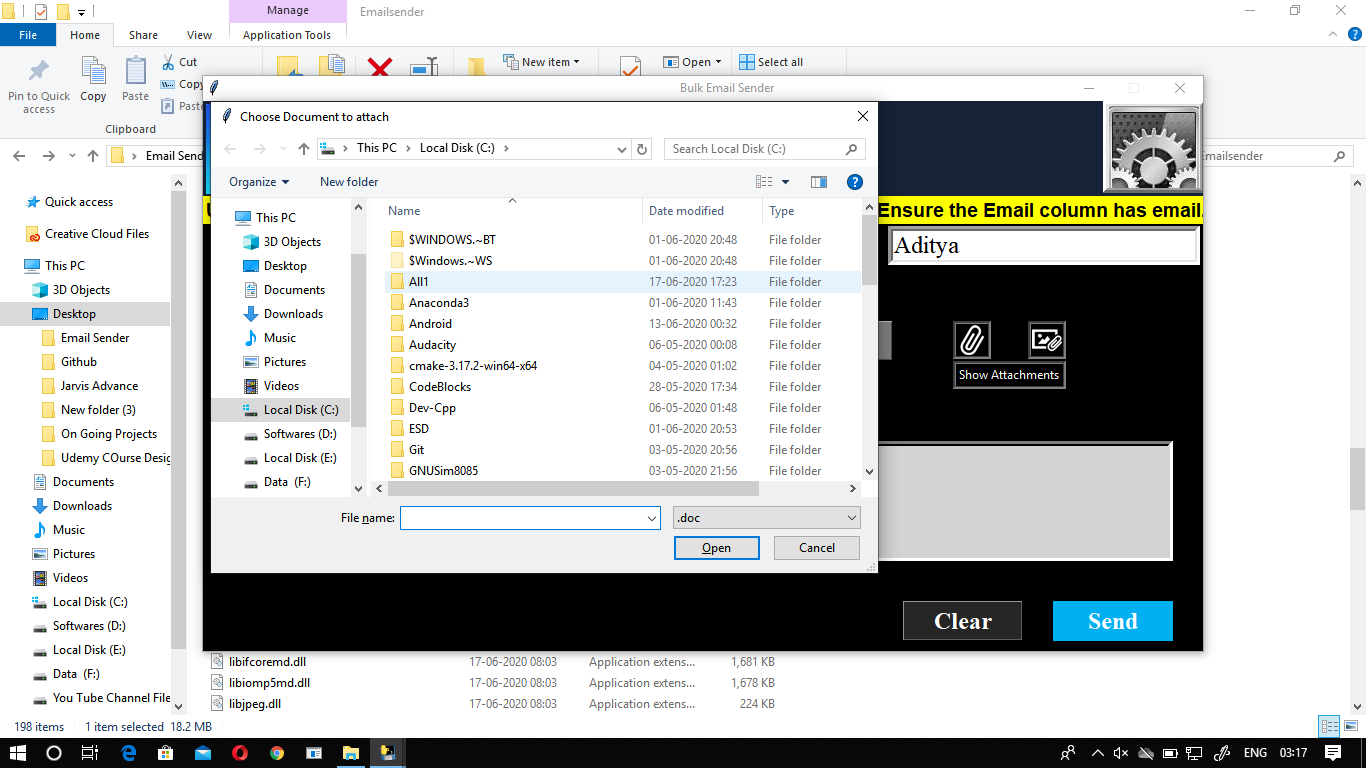 Manage
Emailsender
File
Home
Share
View
Application Tools
Pin to Quick access
Copy
Paste
Cut
Copy
Paste
New item
Open
Select all
Clipboard
Email Send
Emailsender
Quick access
Creative Cloud Files
This PC
3D Objects
Desktop
Email Sender
Github
Jarvis Advance
New folder (3)
On Going Projects
Udemy COurse Desig
Documents
Downloads
Music
Pictures
Videos
Local Disk (C:)
Softwares (D:)
Local Disk (E:)
Data (F:)
You Tube Channel File
Bulk Email Sender
Choose Document to attach
This PC
Local Disk (C:)
Search Local Disk (C:)
Organize
New folder
This PC
3D Objects
Desktop
Documents
Downloads
Music
Pictures
Videos
Local Disk (C:)
Softwares (D:)
Local Disk (E:)
Data (F:)
Name Date modified Type
$WINDOWS.~BT 01-06-2020 20:48 File folder
$Windows.~WS 01-06-2020 20:48 File folder
All1 17-06-2020 17:23 File folder
Anaconda3 01-06-2020 11:43 File folder
Android 13-06-2020 00:32 File folder
Audacity 06-05-2020 00:08 File folder
cmake-3.17.2-win64-x64 04-05-2020 01:02 File folder
CodeBlocks 28-05-2020 17:34 File folder
Dev-Cpp 06-05-2020 01:48 File folder
ESD 01-06-2020 20:53 File folder
Git 03-05-2020 20:56 File folder
GNUSim8085 03-05-2020 21:56 File folder
File name:
.doc
Open
Cancel
Ensure the Email column has email.
Aditya
Show Attachments
Clear
Send
libifcoremd.dll 17-06-2020 08:03 Application extens... 1,681 KB
libiomp5md.dll 17-06-2020 08:03 Application extens... 1,678 KB
libjpeg.dll 17-06-2020 08:03 Application extens... 224 KB
198 items 1 item selected 18.2 MB
ENG 03:17